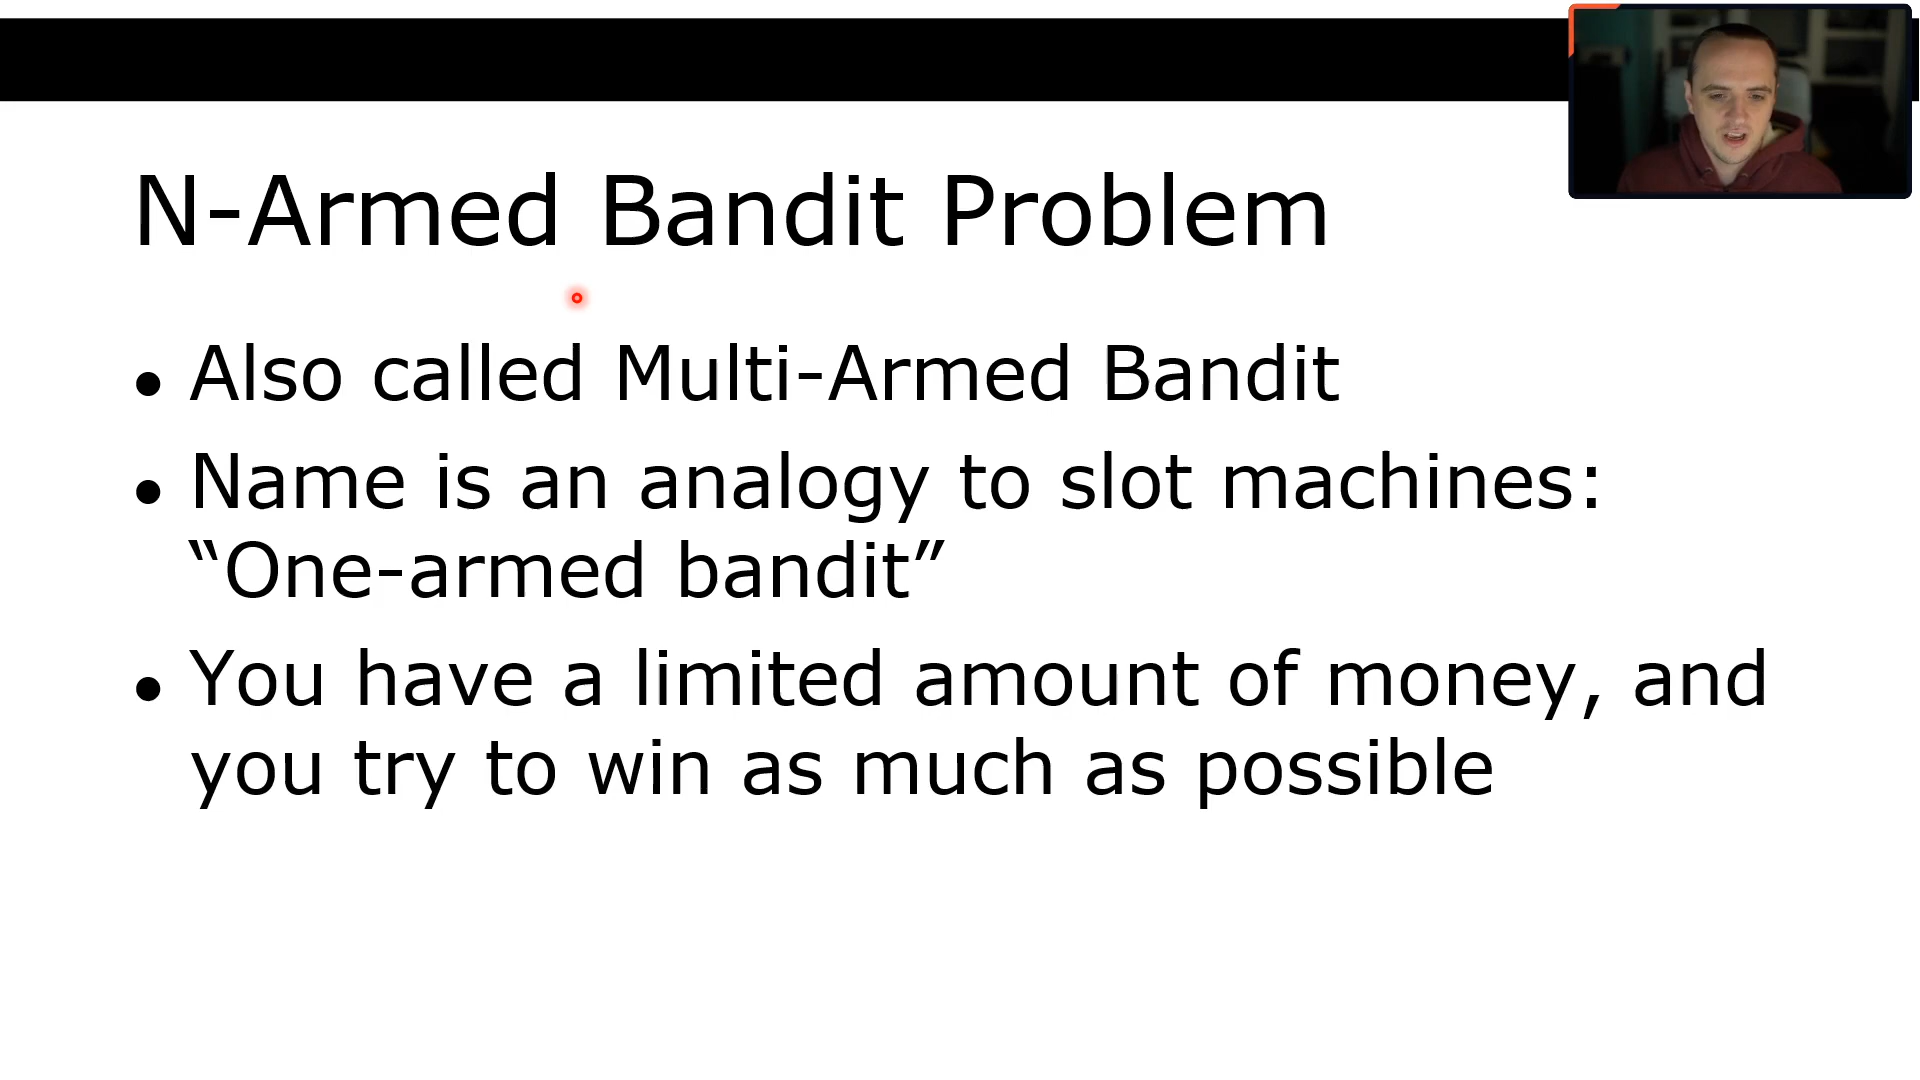 N-Armed Bandit Problem
● Also called Multi-Armed Bandit
● Name is an analogy to slot machines:
“One-armed bandit”
● You have a limited amount of money, and
you try to win as much as possible